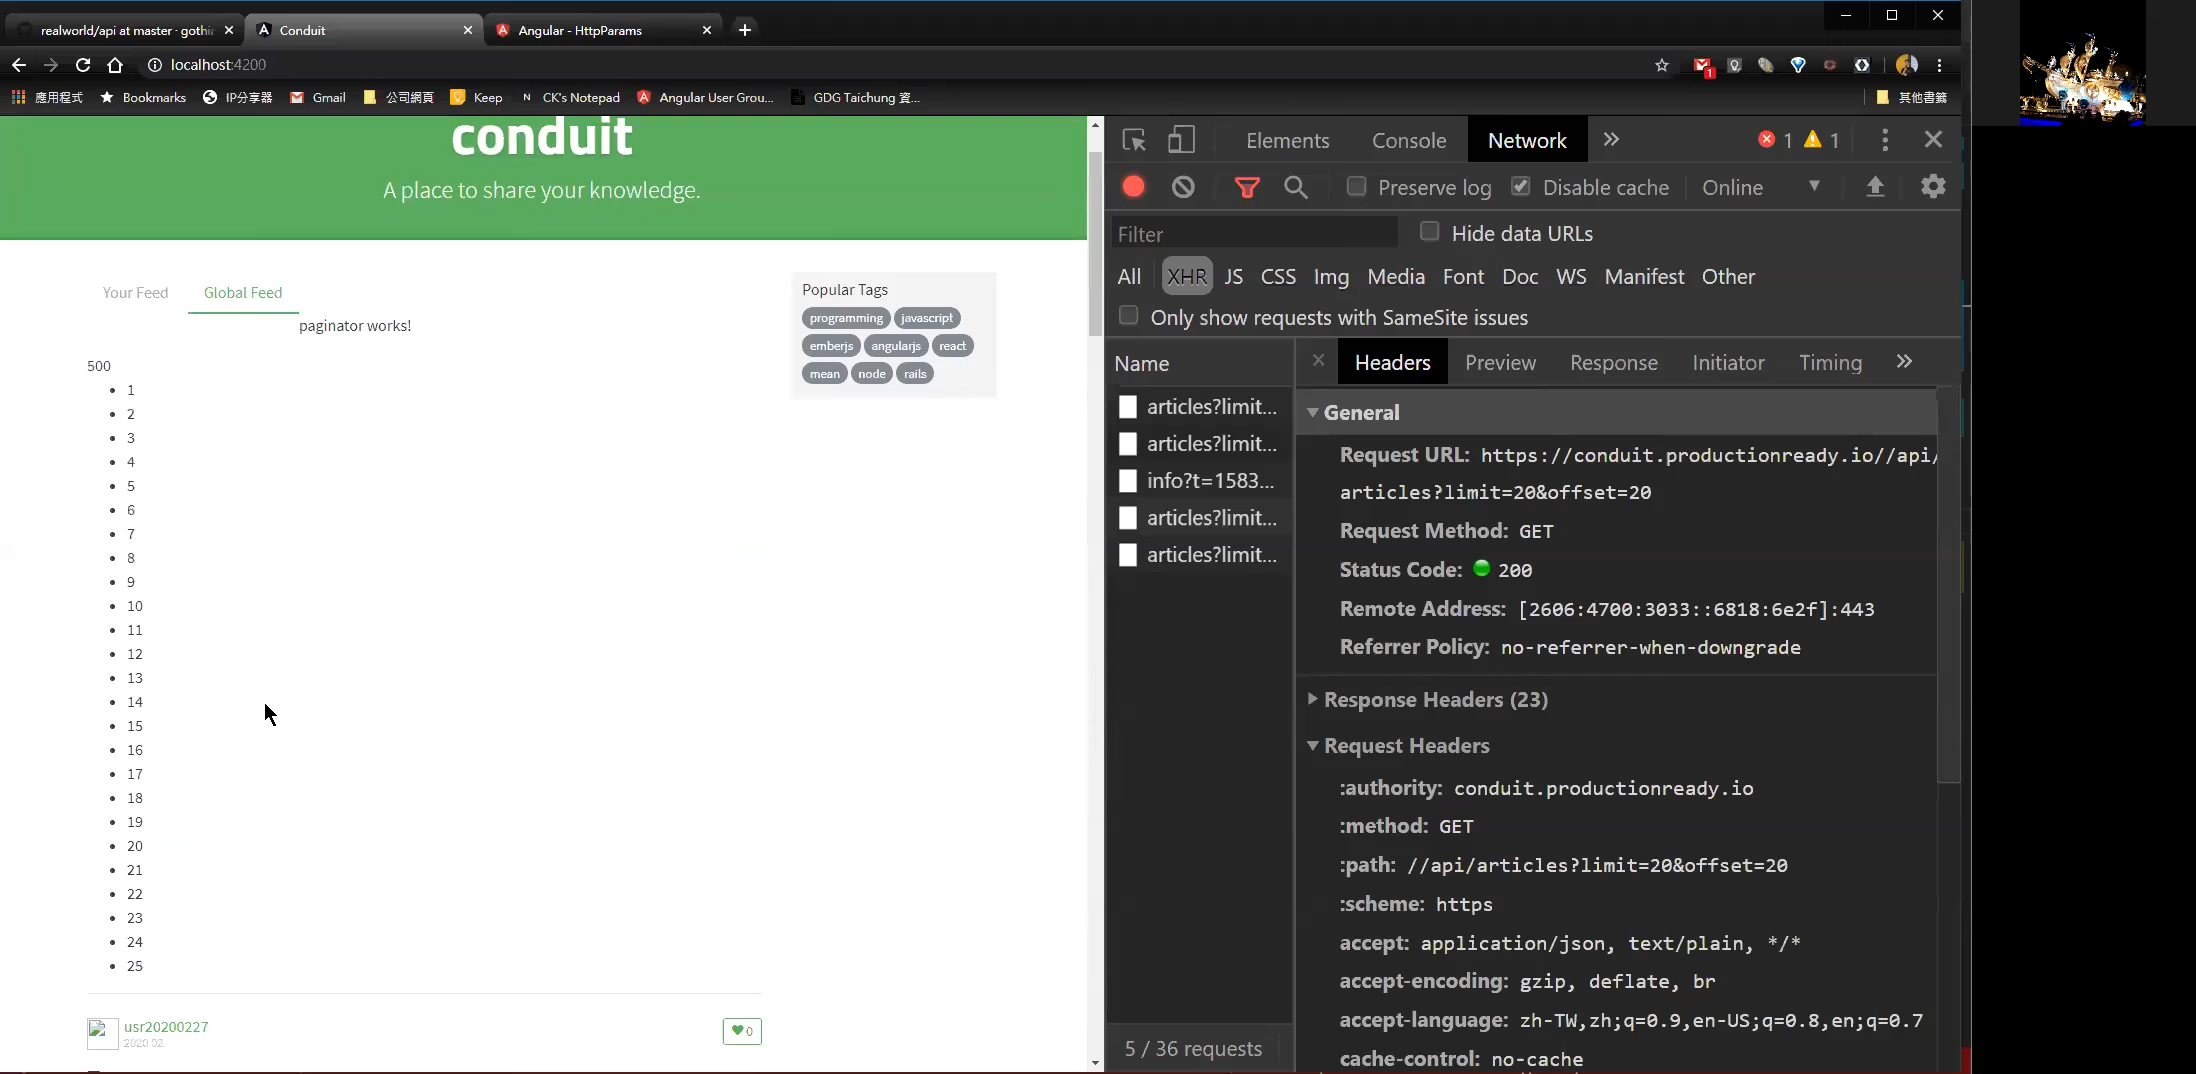 realworld/api at master · gothi
Conduit
Angular - HttpParams
localhost:4200
1
應用程式
Bookmarks
IP分享器
Gmail
公司網頁
Keep
N CK's Notepad
Angular User Grou...
GDG Taichung 資...
其他書籤
conduit
A place to share your knowledge.
Your Feed
Global Feed
paginator works!
500
1
2
3
4
5
6
7
8
9
10
11
12
13
14
15
16
17
18
19
20
21
22
23
24
25
usr20200227
2020 02
0
Popular Tags
programming javascript
emberjs angularjs react
mean node rails
Elements Console Network 1 1
Preserve log Disable cache Online
Filter Hide data URLs
All XHR JS CSS Img Media Font Doc WS Manifest Other
Only show requests with SameSite issues
Name
articles?limit...
articles?limit...
info?t=1583...
articles?limit...
articles?limit...
5 / 36 requests
Headers Preview Response Initiator Timing
General
Request URL: https://conduit.productionready.io//api/
articles?limit=20&offset=20
Request Method: GET
Status Code: 200
Remote Address: [2606:4700:3033::6818:6e2f]:443
Referrer Policy: no-referrer-when-downgrade
Response Headers (23)
Request Headers
:authority: conduit.productionready.io
:method: GET
:path: //api/articles?limit=20&offset=20
:scheme: https
accept: application/json, text/plain, */*
accept-encoding: gzip, deflate, br
accept-language: zh-TW,zh;q=0.9,en-US;q=0.8,en;q=0.7
cache-control: no-cache